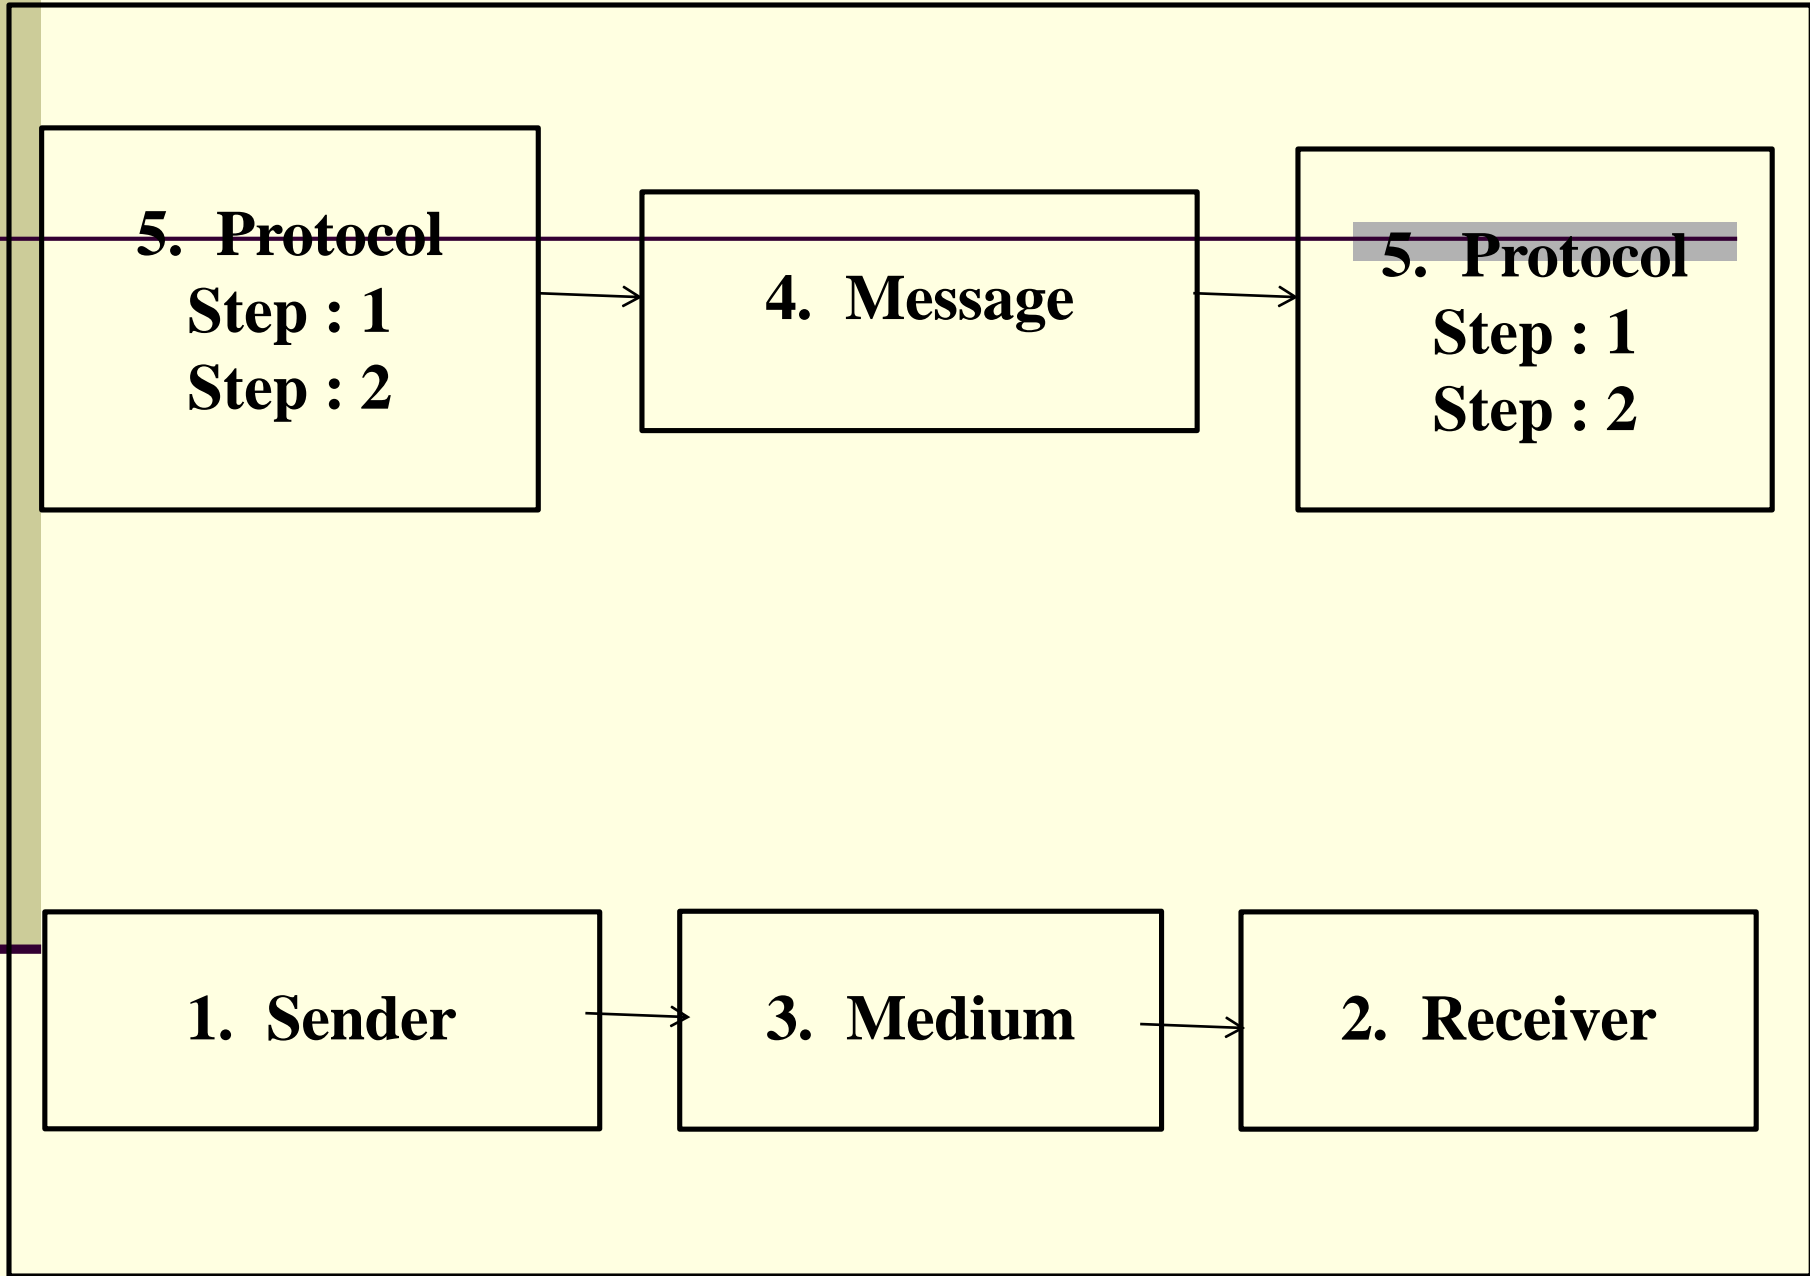 5. Protocol
Step : 1
Step : 2
4. Message
5. Protocol
Step : 1
Step : 2
1. Sender
3. Medium
2. Receiver